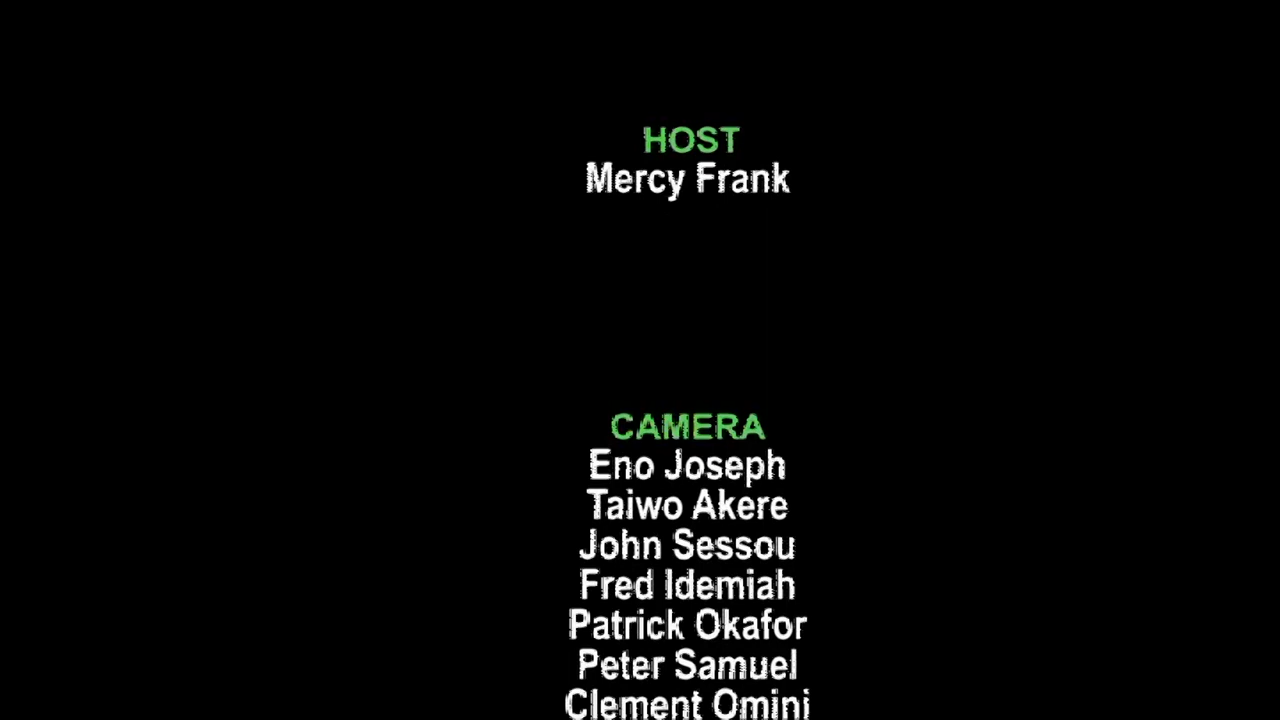 HOST
Mercy Frank
CAMERA
Eno Joseph
Taiwo Akere
John Sessou
Fred Idemiah
Patrick Okafor
Peter Samuel
Clement Omini